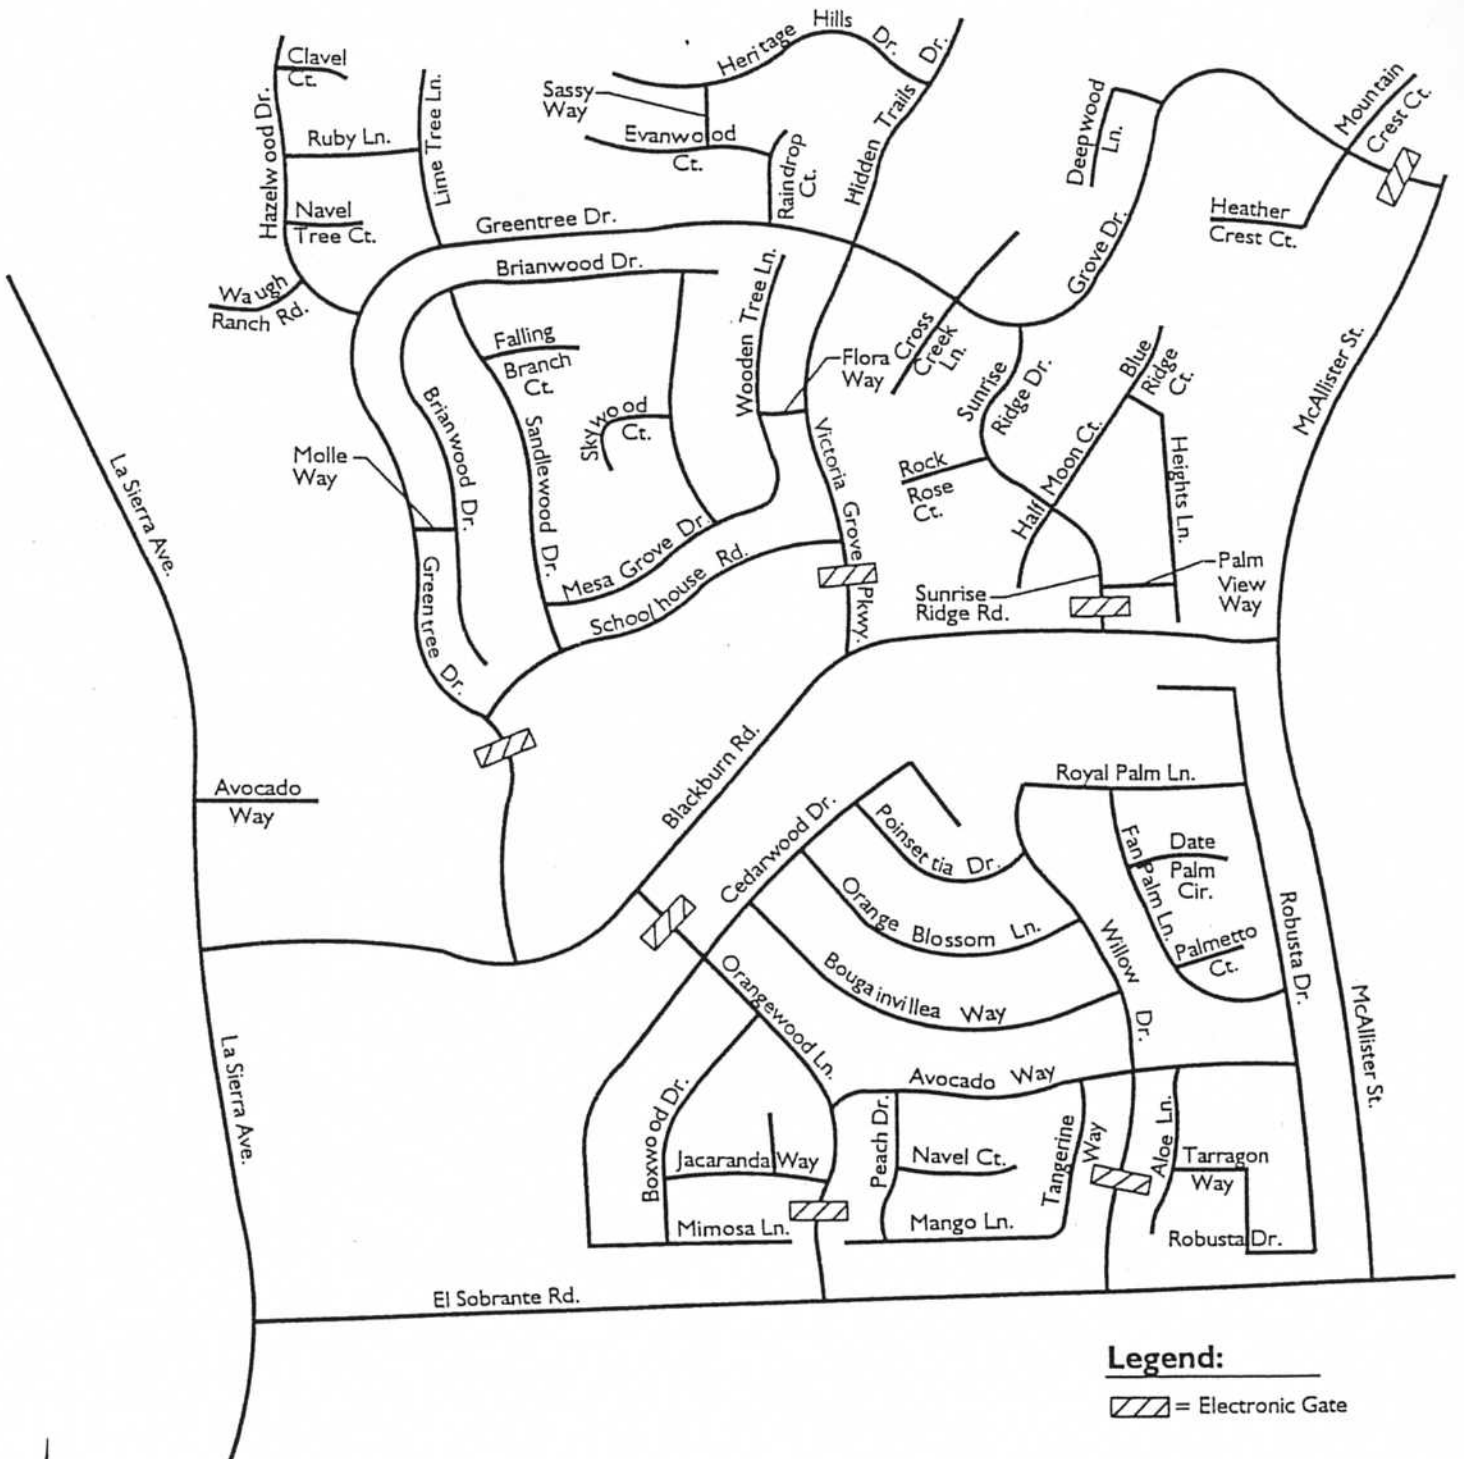 Clavel
Ct.
Hazelwood Dr.
Ruby Ln.
Lime Tree Ln.
Navel
Tree Ct.
Waugh
Ranch Rd.
Heritage Hills Dr.
Sassy
Way
Evanwood
Ct.
Raindrop
Ct.
Hidden Trails Dr.
Greentree Dr.
Brianwood Dr.
Deepwood
Ln.
Mountain
Crest Ct.
Heather
Crest Ct.
Grove Dr.
Cross
Creek
Ln.
Flora
Way
Wooden Tree Ln.
Falling
Branch
Ct.
Skywood
Ct.
Sandlewood Dr.
Brianwood Dr.
Molle
Way
Greentree Dr.
Mesa Grove Dr.
Schoolhouse Rd.
Victoria Grove Pkwy.
Sunrise
Ridge Dr.
Rock
Rose
Ct.
Half Moon Ct.
Blue
Ridge
Ct.
Heights Ln.
Palm
View
Way
Sunrise
Ridge Rd.
McAllister St.
La Sierra Ave.
Avocado
Way
Blackburn Rd.
Royal Palm Ln.
Cedarwood Dr.
Poinsettia Dr.
Orange Blossom Ln.
Bougainvillea Way
Willow Dr.
Fan Palm Ln.
Date
Palm
Cir.
Palmetto
Ct.
Robusta Dr.
McAllister St.
La Sierra Ave.
Orangewood Ln.
Boxwood Dr.
Jacaranda Way
Mimosa Ln.
Avocado Way
Peach Dr.
Navel Ct.
Mango Ln.
Tangerine
Way
Aloe Ln.
Tarragon
Way
Robusta Dr.
El Sobrante Rd.
Legend:
= Electronic Gate